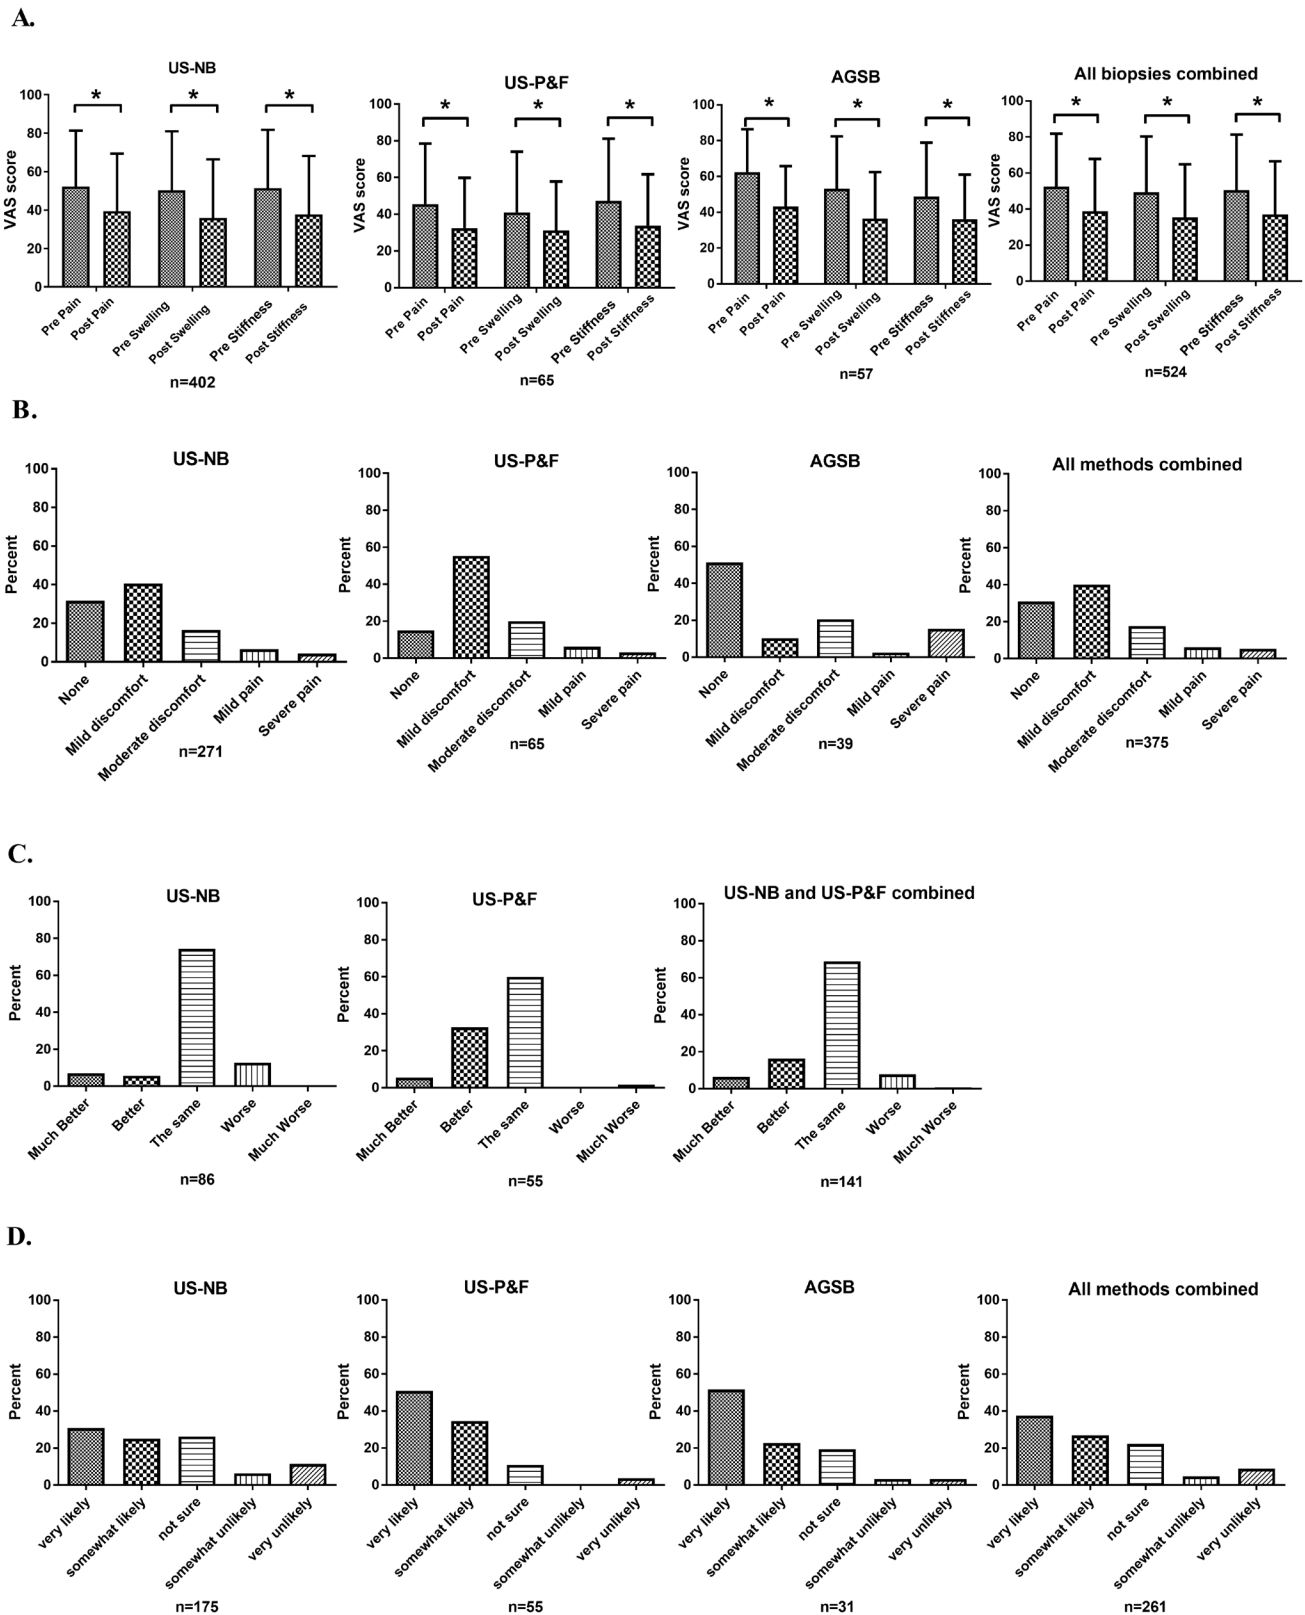 A.
US-NB
US-P&F
AGSB
All biopsies combined
* * *
* * *
* * *
* * *
VAS score
100
80
60
40
20
0
VAS score
100
80
60
40
20
0
VAS score
100
80
60
40
20
0
VAS score
100
80
60
40
20
0
Pre Pain
Post Pain
Pre Swelling
Post Swelling
Pre Stiffness
Post Stiffness
Pre Pain
Post Pain
Pre Swelling
Post Swelling
Pre Stiffness
Post Stiffness
Pre Pain
Post Pain
Pre Swelling
Post Swelling
Pre Stiffness
Post Stiffness
Pre Pain
Post Pain
Pre Swelling
Post Swelling
Pre Stiffness
Post Stiffness
n=402
n=65
n=57
n=524
B.
US-NB
US-P&F
AGSB
All methods combined
Percent
100
80
60
40
20
0
Percent
100
80
60
40
20
0
Percent
100
80
60
40
20
0
Percent
100
80
60
40
20
0
None
Mild discomfort
Moderate discomfort
Mild pain
Severe pain
None
Mild discomfort
Moderate discomfort
Mild pain
Severe pain
None
Mild discomfort
Moderate discomfort
Mild pain
Severe pain
None
Mild discomfort
Moderate discomfort
Mild pain
Severe pain
n=271
n=65
n=39
n=375
C.
US-NB
US-P&F
US-NB and US-P&F combined
Percent
100
80
60
40
20
0
Percent
100
80
60
40
20
0
Percent
100
80
60
40
20
0
Much Better
Better
The same
Worse
Much Worse
Much Better
Better
The same
Worse
Much Worse
Much Better
Better
The same
Worse
Much Worse
n=86
n=55
n=141
D.
US-NB
US-P&F
AGSB
All methods combined
Percent
100
80
60
40
20
0
Percent
100
80
60
40
20
0
Percent
100
80
60
40
20
0
Percent
100
80
60
40
20
0
very likely
somewhat likely
not sure
somewhat unlikely
very unlikely
very likely
somewhat likely
not sure
somewhat unlikely
very unlikely
very likely
somewhat likely
not sure
somewhat unlikely
very unlikely
very likely
somewhat likely
not sure
somewhat unlikely
very unlikely
n=175
n=55
n=31
n=261